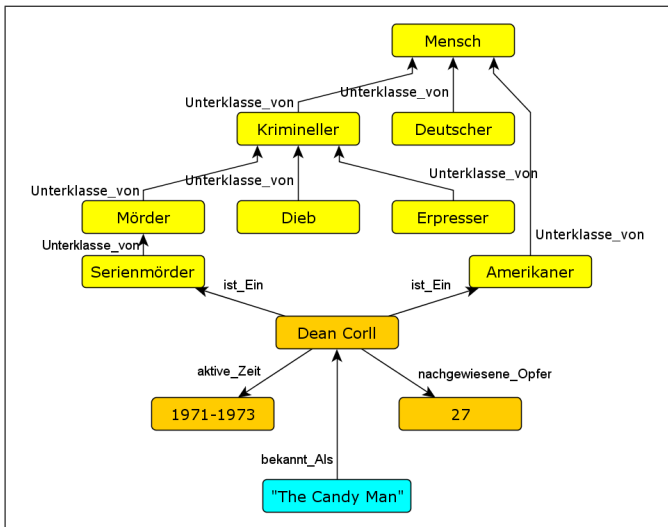 Mensch
Unterklasse_von
Unterklasse_von
Krimineller
Deutscher
Unterklasse_von
Unterklasse_von
Unterklasse_von
Mörder
Dieb
Erpresser
Unterklasse_von
Unterklasse_von
Serienmörder
Amerikaner
ist_Ein
ist_Ein
Dean Corll
aktive_Zeit
nachgewiesene_Opfer
1971-1973
27
bekannt_Als
"The Candy Man"